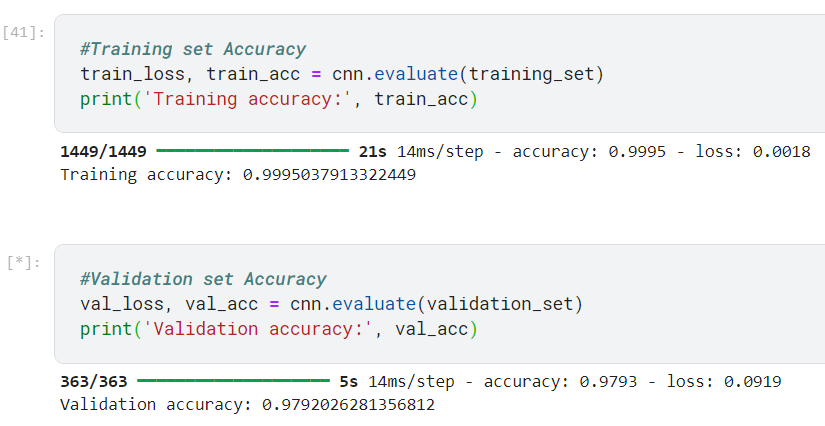 [41]:
#Training set Accuracy
train_loss, train_acc = cnn.evaluate(training_set)
print('Training accuracy:', train_acc)
1449/1449 ━━━━━━━━━━━━━━━━━━━━ 21s 14ms/step - accuracy: 0.9995 - loss: 0.0018
Training accuracy: 0.9995037913322449
[*]:
#Validation set Accuracy
val_loss, val_acc = cnn.evaluate(validation_set)
print('Validation accuracy:', val_acc)
363/363 ━━━━━━━━━━━━━━━━━━━━ 5s 14ms/step - accuracy: 0.9793 - loss: 0.0919
Validation accuracy: 0.9792026281356812